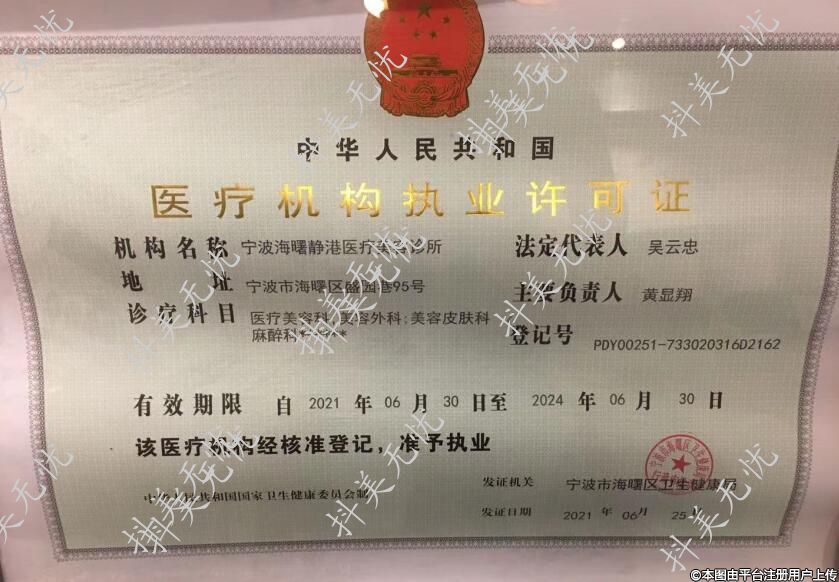 中华人民共和国
医疗机构执业许可证
机构名称 宁波海曙静港医疗美容诊所 法定代表人 吴云忠
地 址 宁波市海曙区盛园巷95号 主要负责人 黄显翔
诊疗科目 医疗美容科;美容外科;美容皮肤科
麻醉科****** 登记号 PDY00251-733020316D2162
有效期限 自 2021 年 06 月 30 日至 2024 年 06 月 30 日
该医疗机构经核准登记，准予执业
发证机关 宁波市海曙区卫生健康局
中华人民共和国国家卫生健康委员会制
发证日期 2021 年 06月 25日
抖美无忧
©本图由平台注册用户上传